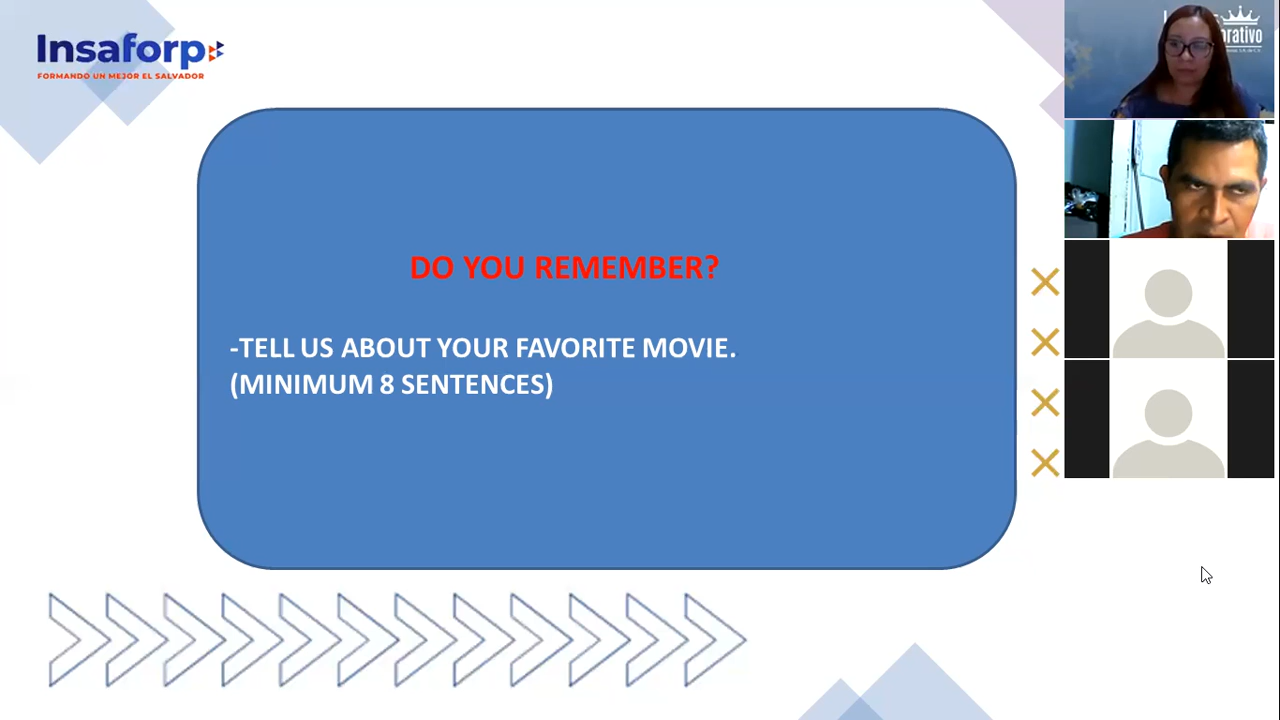 Insaforp
FORMANDO UN MEJOR EL SALVADOR
DO YOU REMEMBER?
-TELL US ABOUT YOUR FAVORITE MOVIE.
(MINIMUM 8 SENTENCES)